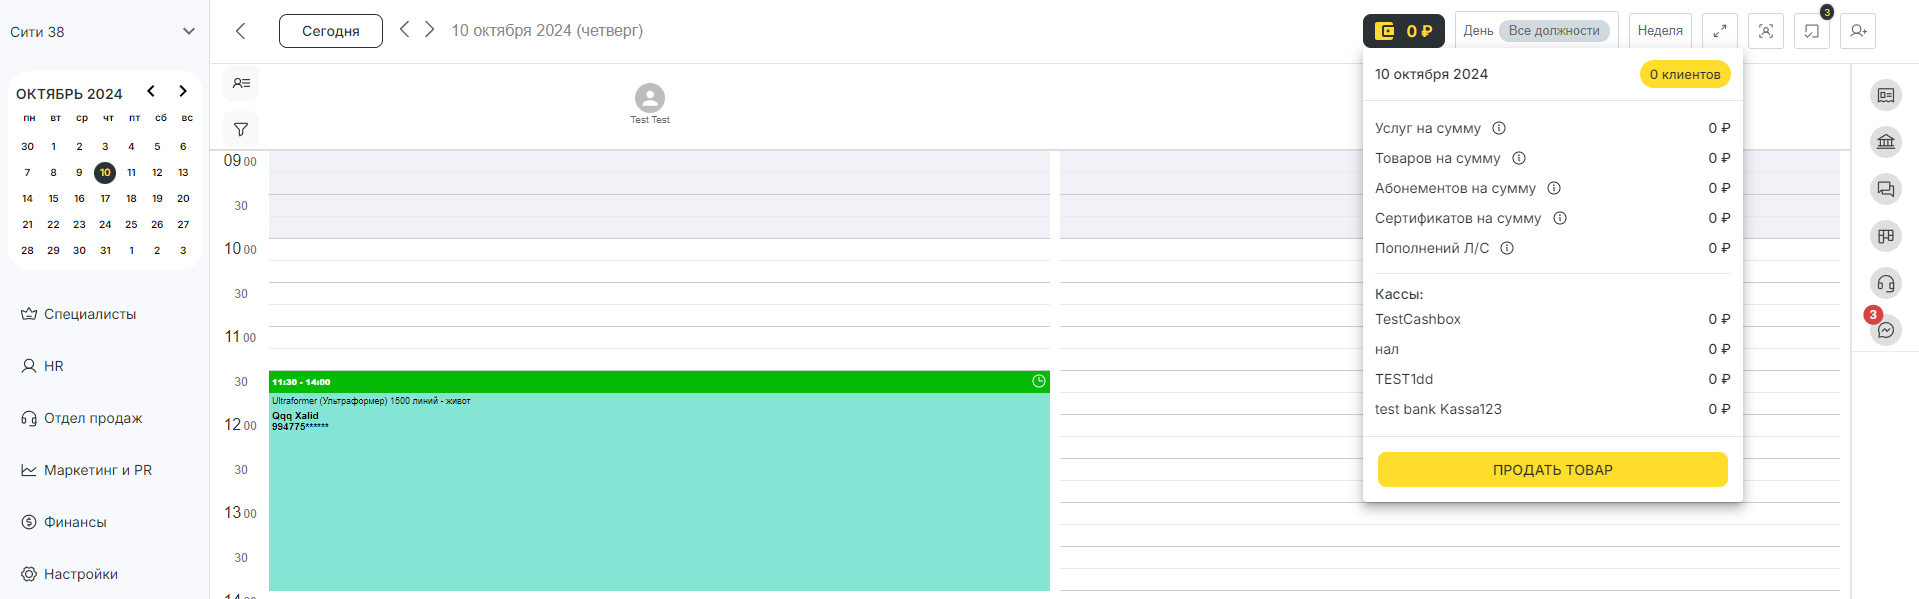 Сити 38
Сегодня
10 октября 2024 (четверг)
0 ₽
День Все должности
Неделя
3
ОКТЯБРЬ 2024
пн вт ср чт пт сб вс
30 1 2 3 4 5 6
7 8 9 10 11 12 13
14 15 16 17 18 19 20
21 22 23 24 25 26 27
28 29 30 31 1 2 3
Специалисты
HR
Отдел продаж
Маркетинг и PR
Финансы
Настройки
Test Test
09 00
30
10 00
30
11 00
30
12 00
30
13 00
30
11:30 - 14:00
Ultraformer (Ультраформер) 1500 линий - живот
Qqq Xalid
994775******
10 октября 2024 0 клиентов
Услуг на сумму 0 ₽
Товаров на сумму 0 ₽
Абонементов на сумму 0 ₽
Сертификатов на сумму 0 ₽
Пополнений Л/С 0 ₽
Кассы:
TestCashbox 0 ₽
нал 0 ₽
TEST1dd 0 ₽
test bank Kassa123 0 ₽
ПРОДАТЬ ТОВАР
3